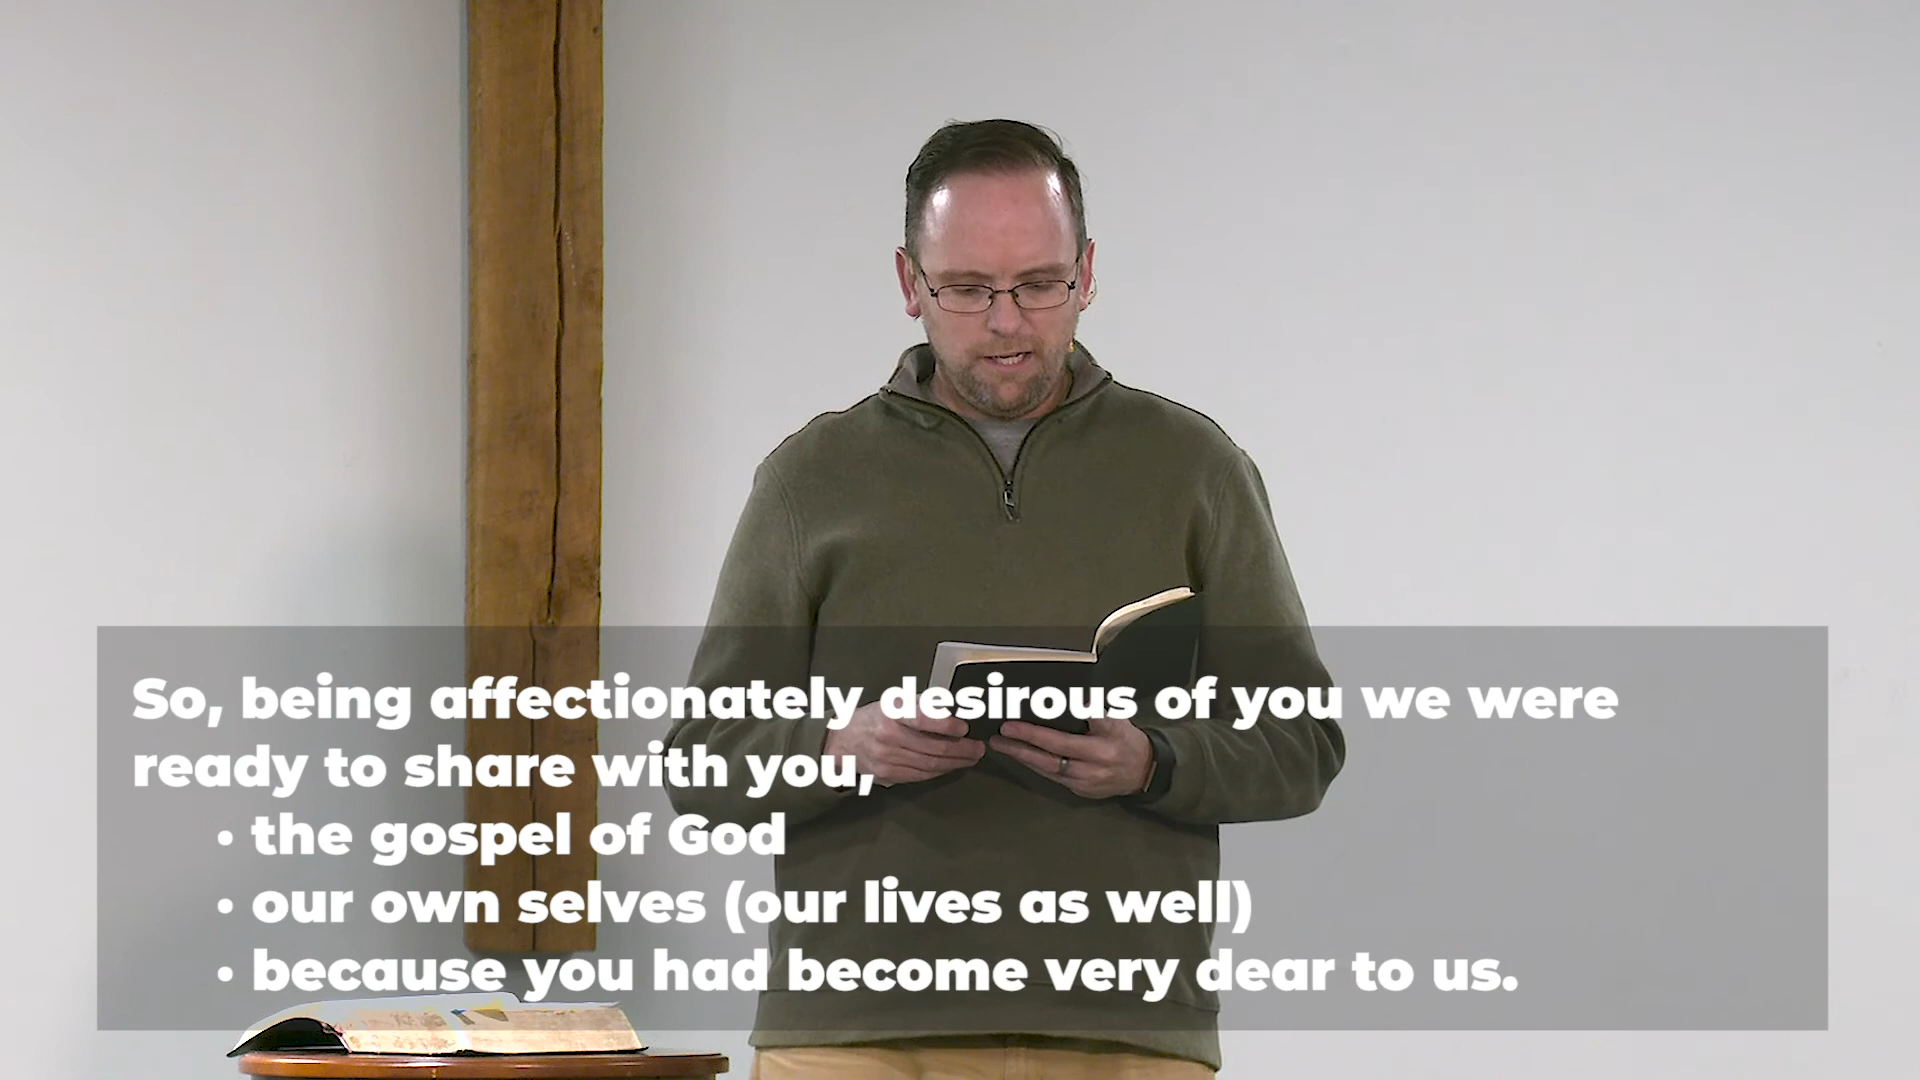 So, being affectionately desirous of you we were
ready to share with you,
• the gospel of God
• our own selves (our lives as well)
• because you had become very dear to us.